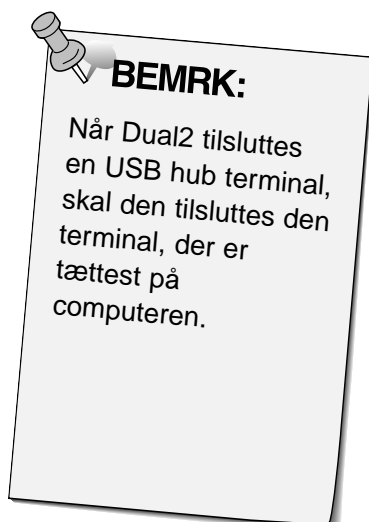 BEMRK:
Når Dual2 tilsluttes
en USB hub terminal,
skal den tilsluttes den
terminal, der er
tættest på
computeren.